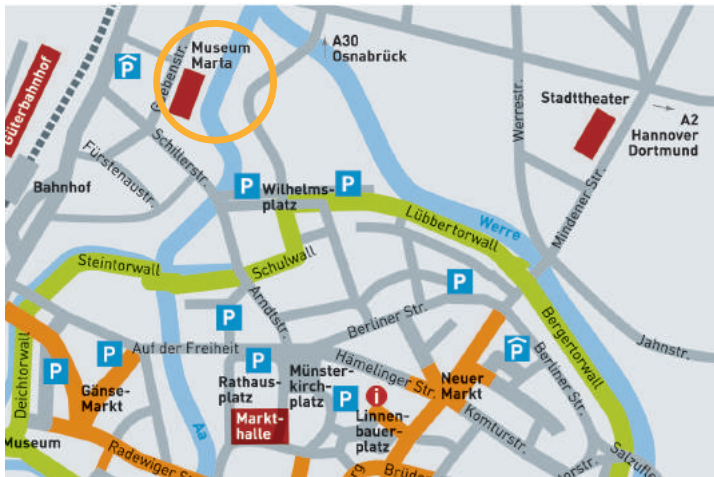 Museum
Marta
A30
Osnabrück
P
Güterbahnhof
Stadttheater
A2
Hannover
Dortmund
Werrestr.
Mindener Str.
Schillerstr.
Fürstenaustr.
Bahnhof
P
Wilhelms-
platz
P
Lübbertorwall
Werre
Steintorwall
Schulwall
P
Arndtstr.
P
Berliner Str.
Bergertorwall
Jahnstr.
P
Berliner Str.
Deichtorwall
P
P
Auf der Freiheit
P
Gänse-
Markt
Rathaus-
platz
Münster-
kirch-
platz
Hämelinger Str.
P
i
Neuer
Markt
Linnen-
bauer-
platz
Komturstr.
Markt-
halle
Aa
Museum
Radewiger Str.